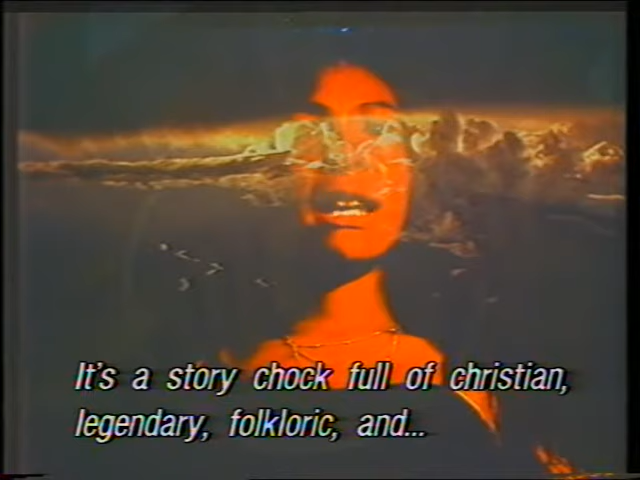 It's a story chock full of christian,
legendary, folkloric, and...